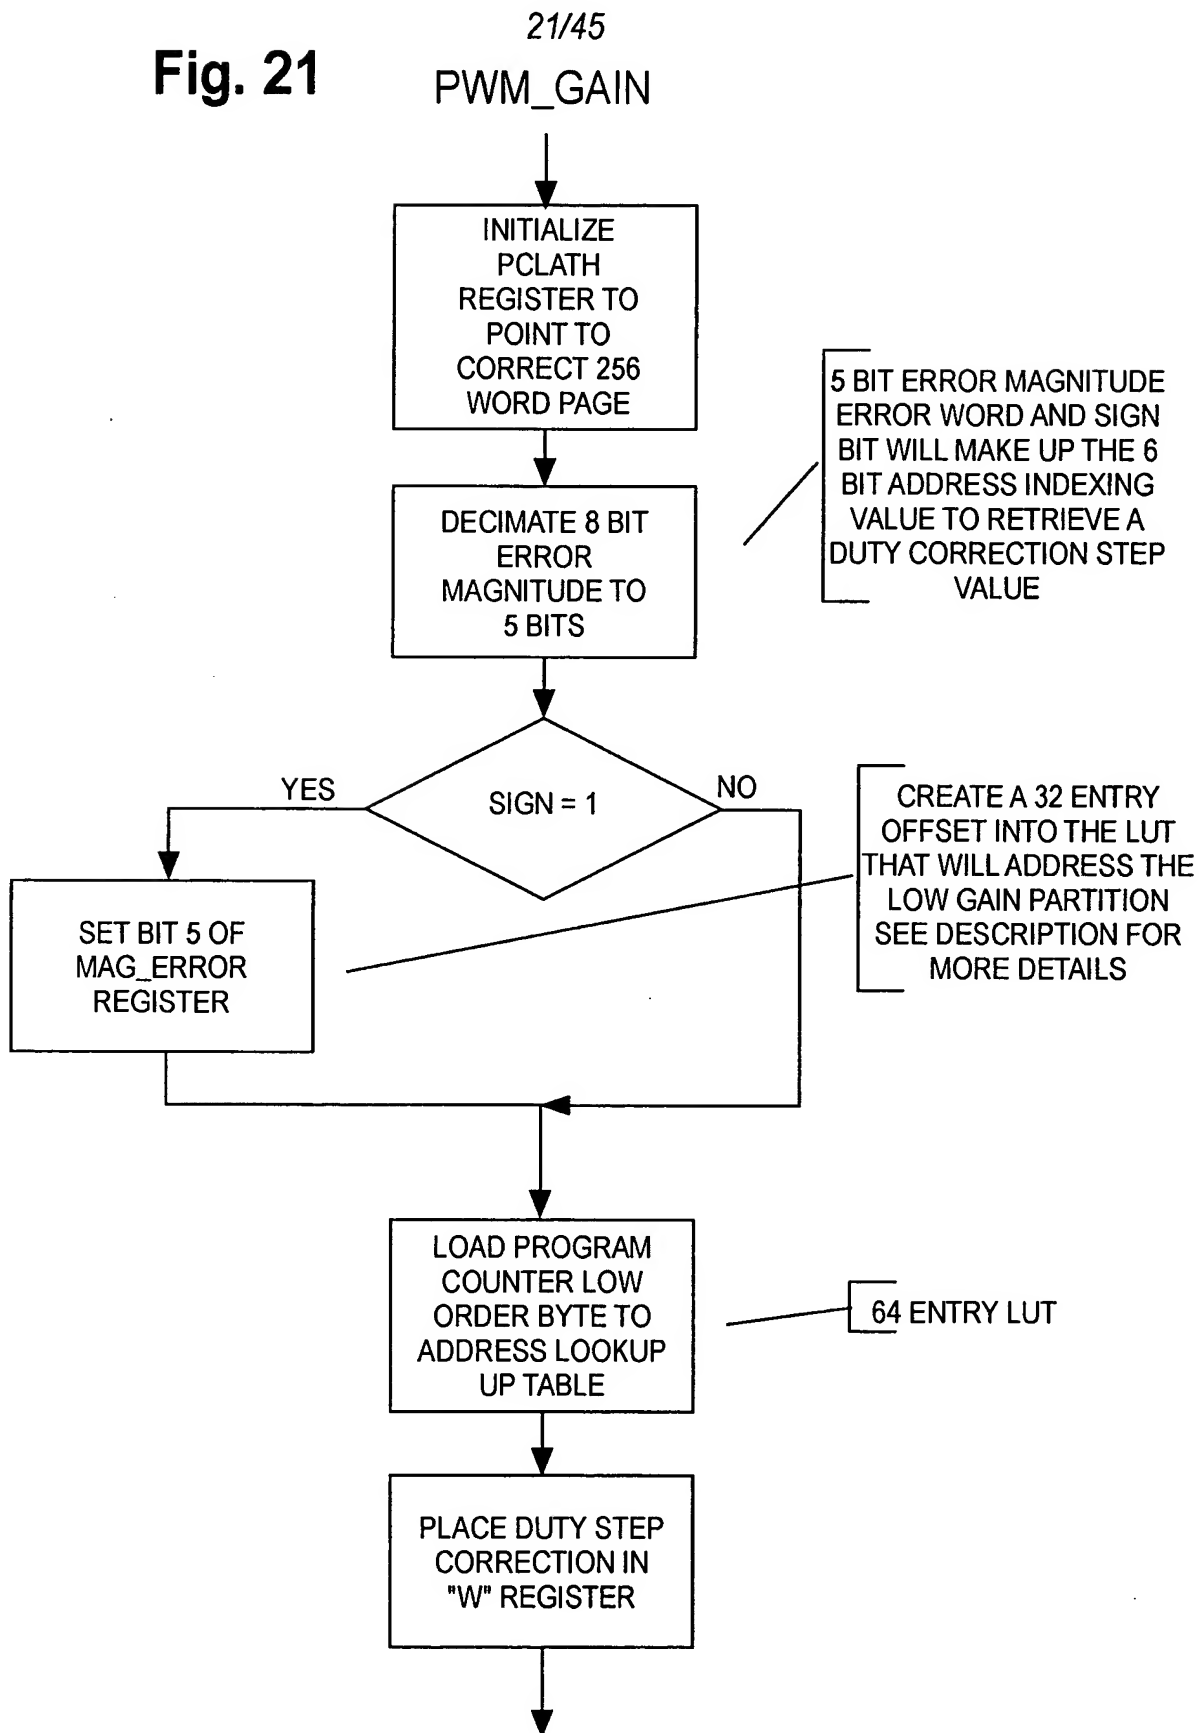 21/45
Fig. 21
PWM_GAIN
INITIALIZE
PCLATH
REGISTER TO
POINT TO
CORRECT 256
WORD PAGE
5 BIT ERROR MAGNITUDE
ERROR WORD AND SIGN
BIT WILL MAKE UP THE 6
BIT ADDRESS INDEXING
VALUE TO RETRIEVE A
DUTY CORRECTION STEP
VALUE
DECIMATE 8 BIT
ERROR
MAGNITUDE TO
5 BITS
SIGN = 1
YES
NO
CREATE A 32 ENTRY
OFFSET INTO THE LUT
THAT WILL ADDRESS THE
LOW GAIN PARTITION
SEE DESCRIPTION FOR
MORE DETAILS
SET BIT 5 OF
MAG_ERROR
REGISTER
LOAD PROGRAM
COUNTER LOW
ORDER BYTE TO
ADDRESS LOOKUP
UP TABLE
64 ENTRY LUT
PLACE DUTY STEP
CORRECTION IN
"W" REGISTER